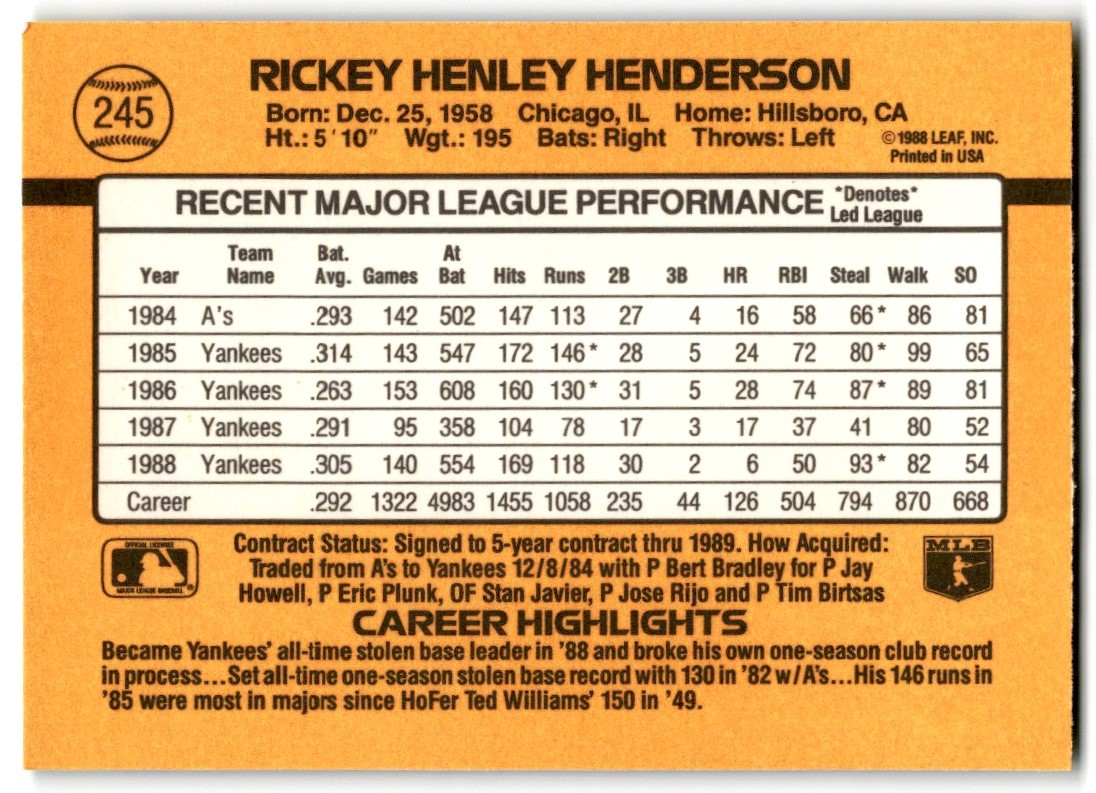 245
RICKEY HENLEY HENDERSON
Born: Dec. 25, 1958 Chicago, IL Home: Hillsboro, CA
Ht.: 5'10" Wgt.: 195 Bats: Right Throws: Left
©1988 LEAF, INC.
Printed in USA
RECENT MAJOR LEAGUE PERFORMANCE *Denotes* Led League
Year Team Name Bat. Avg. Games At Bat Hits Runs 2B 3B HR RBI Steal Walk SO
1984 A's .293 142 502 147 113 27 4 16 58 66* 86 81
1985 Yankees .314 143 547 172 146* 28 5 24 72 80* 99 65
1986 Yankees .263 153 608 160 130* 31 5 28 74 87* 89 81
1987 Yankees .291 95 358 104 78 17 3 17 37 41 80 52
1988 Yankees .305 140 554 169 118 30 2 6 50 93* 82 54
Career .292 1322 4983 1455 1058 235 44 126 504 794 870 668
OFFICIAL LICENSEE
MAJOR LEAGUE BASEBALL®
Contract Status: Signed to 5-year contract thru 1989. How Acquired:
Traded from A's to Yankees 12/8/84 with P Bert Bradley for P Jay
Howell, P Eric Plunk, OF Stan Javier, P Jose Rijo and P Tim Birtsas
MLB
CAREER HIGHLIGHTS
Became Yankees' all-time stolen base leader in '88 and broke his own one-season club record
in process...Set all-time one-season stolen base record with 130 in '82 w/A's...His 146 runs in
'85 were most in majors since HoFer Ted Williams' 150 in '49.